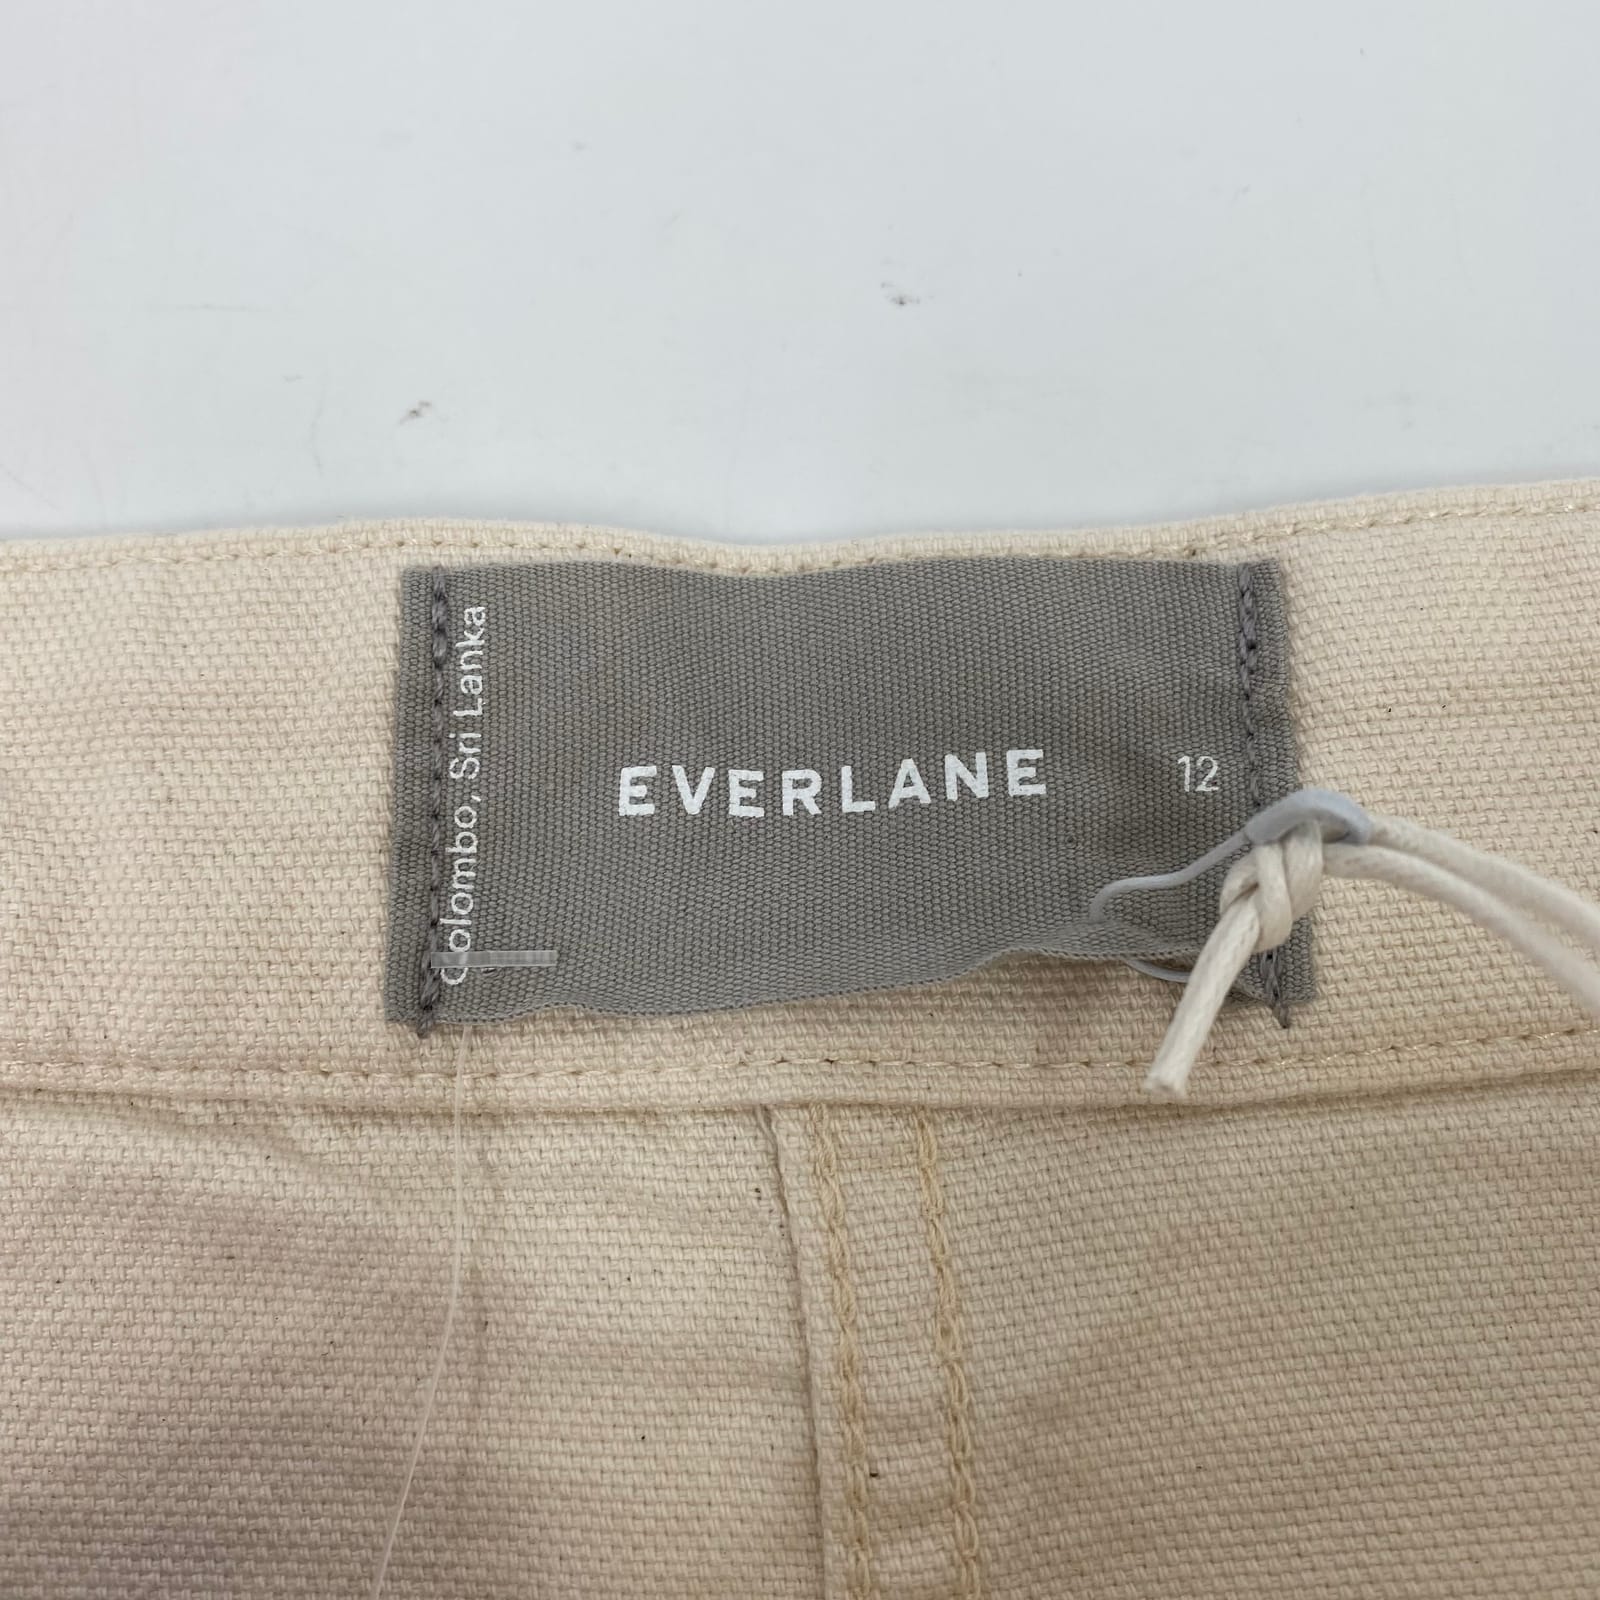 Colombo, Sri Lanka
EVERLANE
12